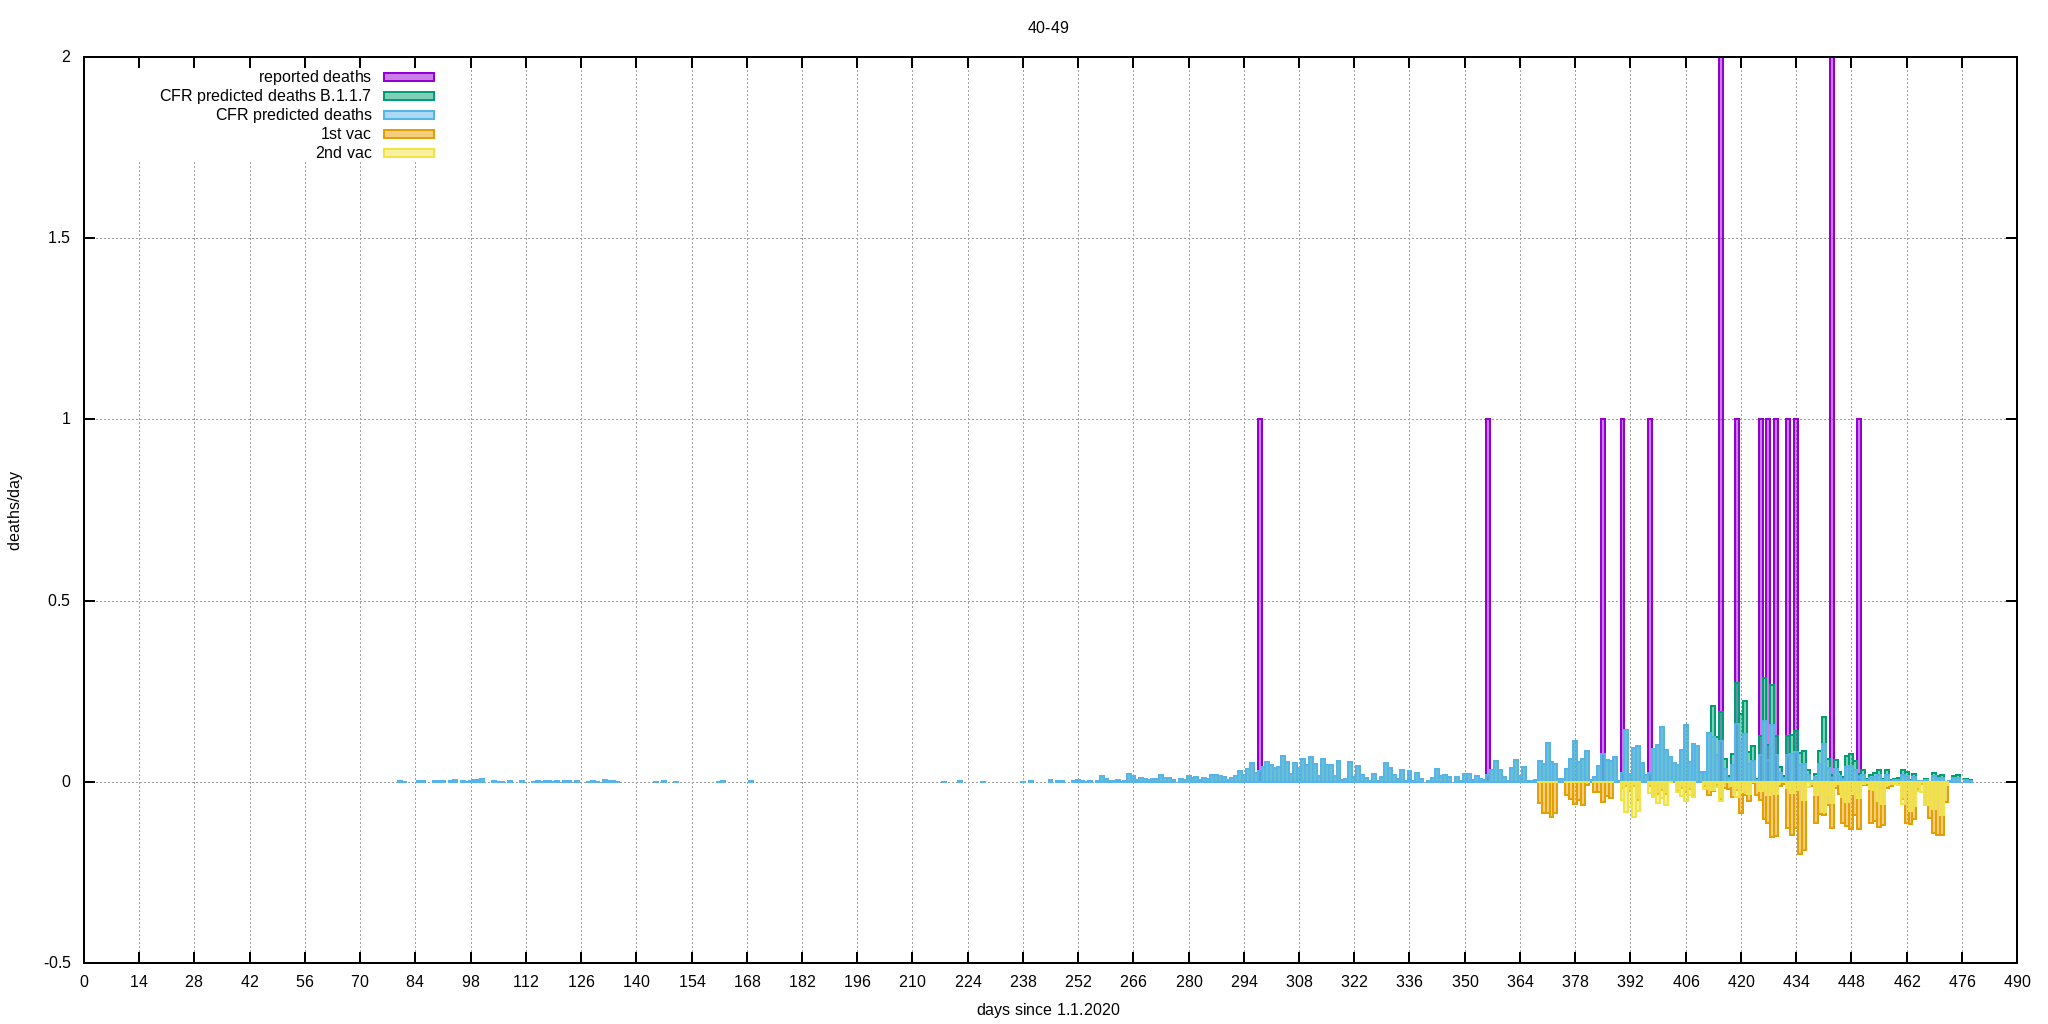 40-49
reported deaths
CFR predicted deaths B.1.1.7
CFR predicted deaths
1st vac
2nd vac
2
1.5
1
0.5
0
-0.5
deaths/day
0 14 28 42 56 70 84 98 112 126 140 154 168 182 196 210 224 238 252 266 280 294 308 322 336 350 364 378 392 406 420 434 448 462 476 490
days since 1.1.2020